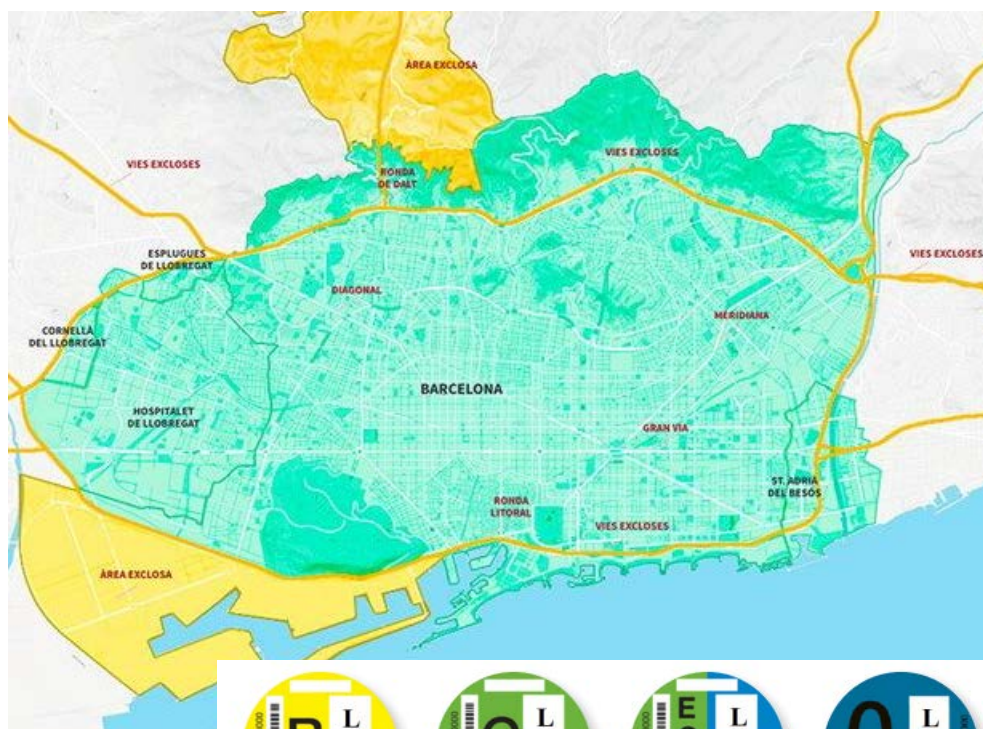 ÀREA EXCLOSA
VIES EXCLOSES
VIES EXCLOSES
RONDA
DE DALT
ESPLUGUES
DE LLOBREGAT
VIES EXCLOSES
DIAGONAL
MERIDIANA
CORNELLÀ
DEL LLOBREGAT
BARCELONA
HOSPITALET
DE LLOBREGAT
GRAN VIA
ST. ADRIÀ
DEL BESÒS
RONDA
LITORAL
VIES EXCLOSES
ÀREA EXCLOSA
L
L
E
L
0
L